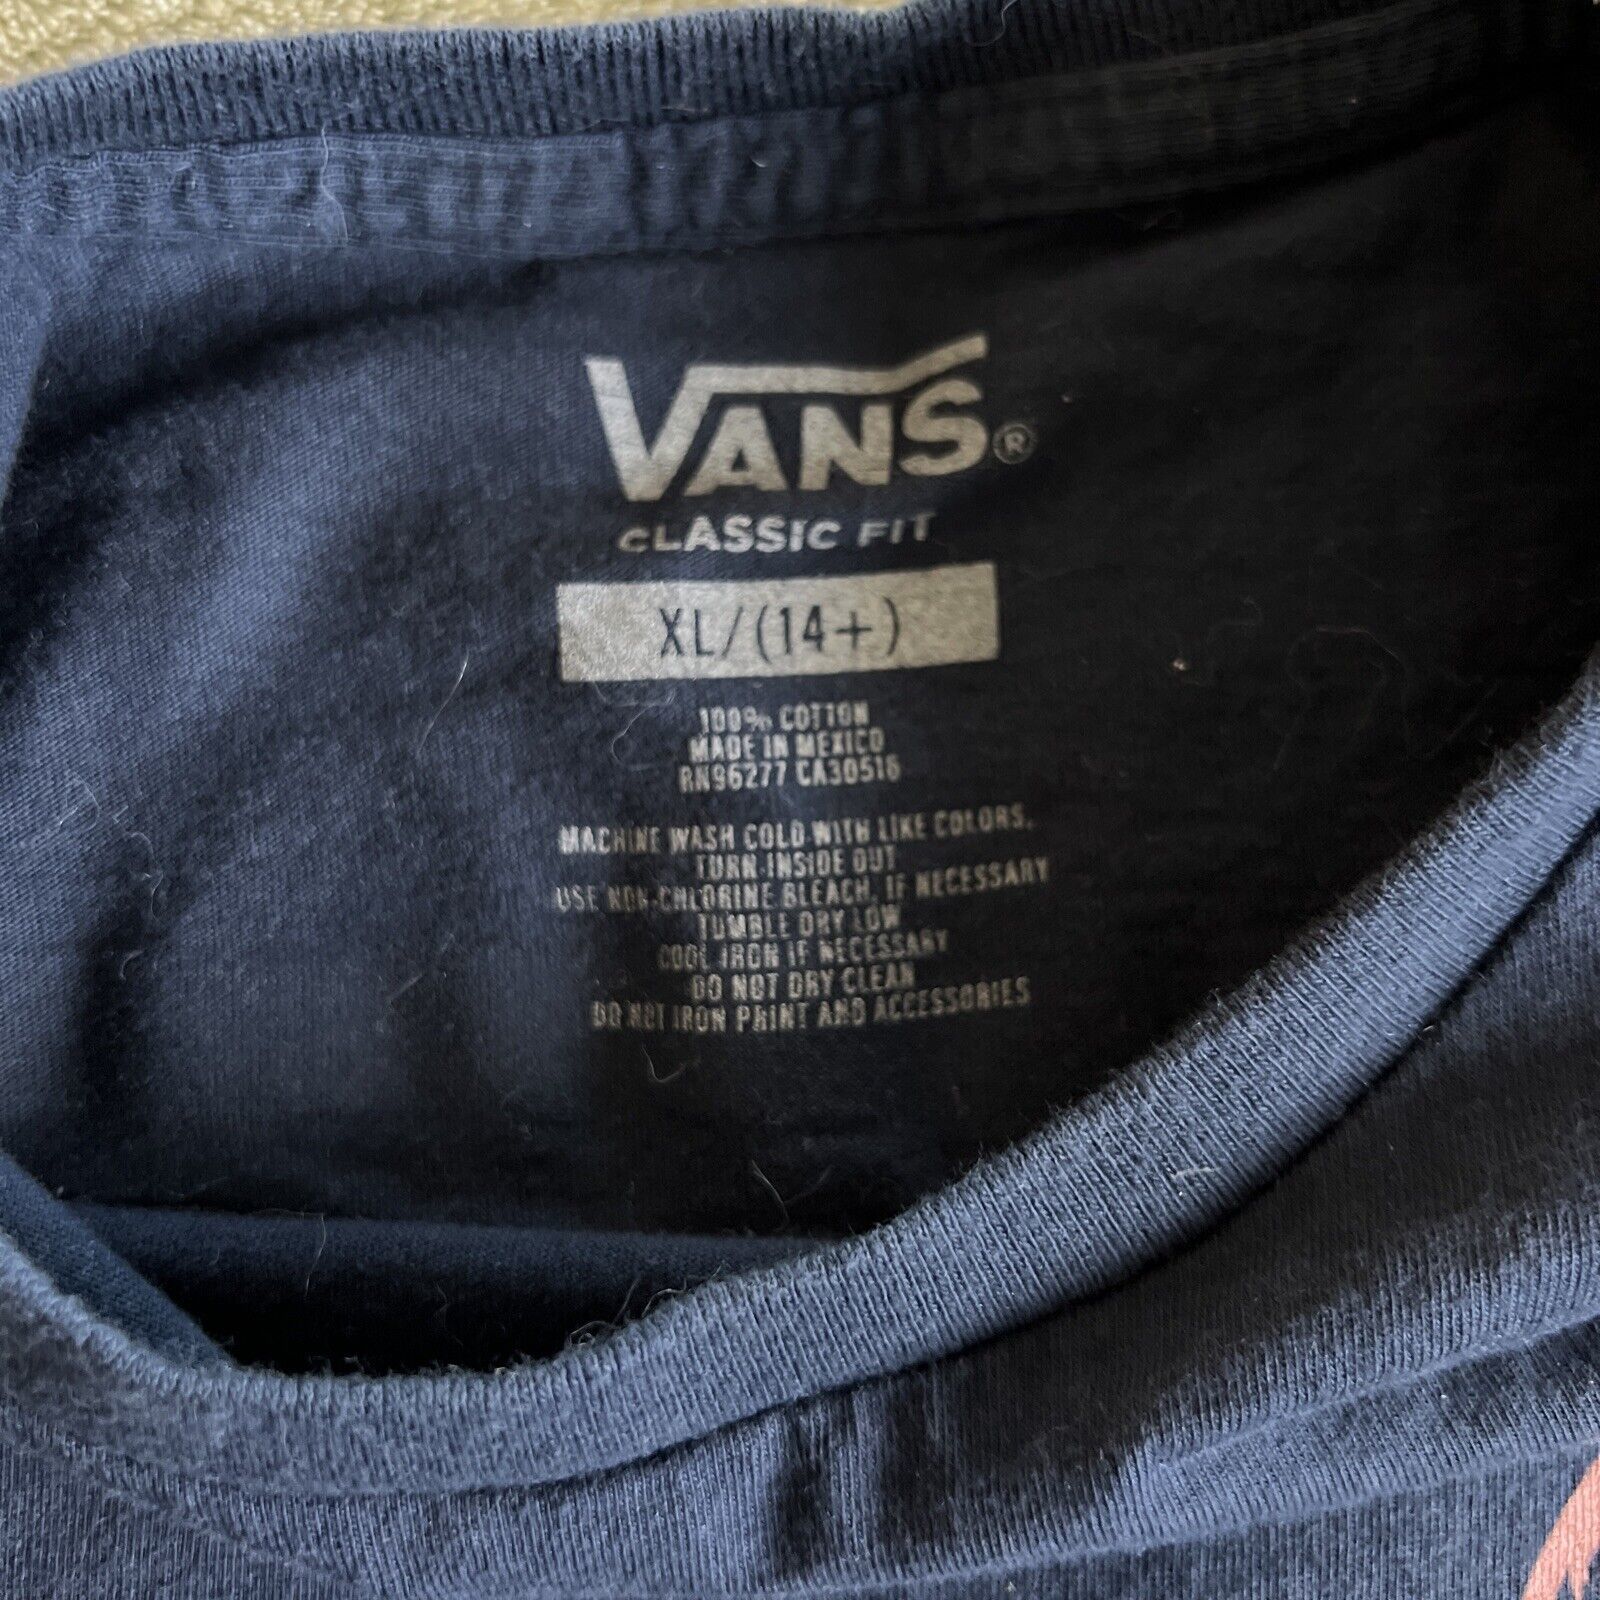 VANS®
CLASSIC FIT
XL/(14+)
100% COTTON
MADE IN MEXICO
RN96277 CA30516
MACHINE WASH COLD WITH LIKE COLORS.
TURN INSIDE OUT
USE NON-CHLORINE BLEACH, IF NECESSARY
TUMBLE DRY LOW
COOL IRON IF NECESSARY
DO NOT DRY CLEAN
DO NOT IRON PRINT AND ACCESSORIES